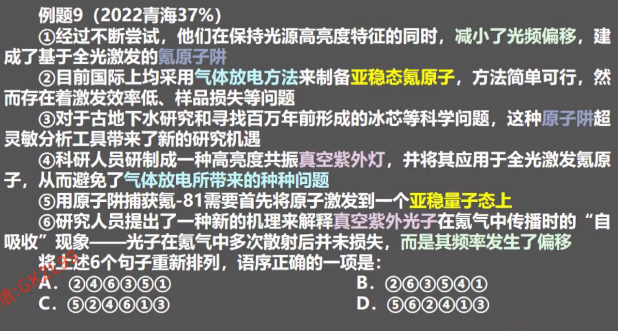 例题9（2022青海37%）
①经过不断尝试，他们在保持光源高亮度特征的同时，减小了光频偏移，建
成了基于全光激发的氪原子阱
②目前国际上均采用气体放电方法来制备亚稳态氪原子，方法简单可行，然
而存在着激发效率低、样品损失等问题
③对于古地下水研究和寻找百万年前形成的冰芯等科学问题，这种原子阱超
灵敏分析工具带来了新的研究机遇
④科研人员研制成一种高亮度共振真空紫外灯，并将其应用于全光激发氪原
子，从而避免了气体放电所带来的种种问题
⑤用原子阱捕获氪-81需要首先将原子激发到一个亚稳量子态上
⑥研究人员提出了一种新的机理来解释真空紫外光子在氪气中传播时的“自
吸收”现象——光子在氪气中多次散射后并未损失，而是其频率发生了偏移
将上述6个句子重新排列，语序正确的一项是：
A．②④⑥③⑤① B．②⑥③⑤④①
C．⑤②④⑥①③ D．⑤⑥②④①③